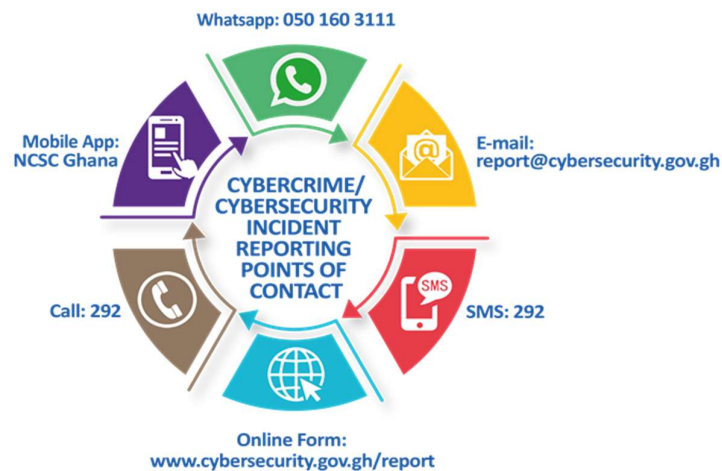 Whatsapp: 050 160 3111
E-mail:
report@cybersecurity.gov.gh
SMS: 292
Online Form:
www.cybersecurity.gov.gh/report
Call: 292
Mobile App:
NCSC Ghana
CYBERCRIME/
CYBERSECURITY
INCIDENT
REPORTING
POINTS OF
CONTACT
@
SMS